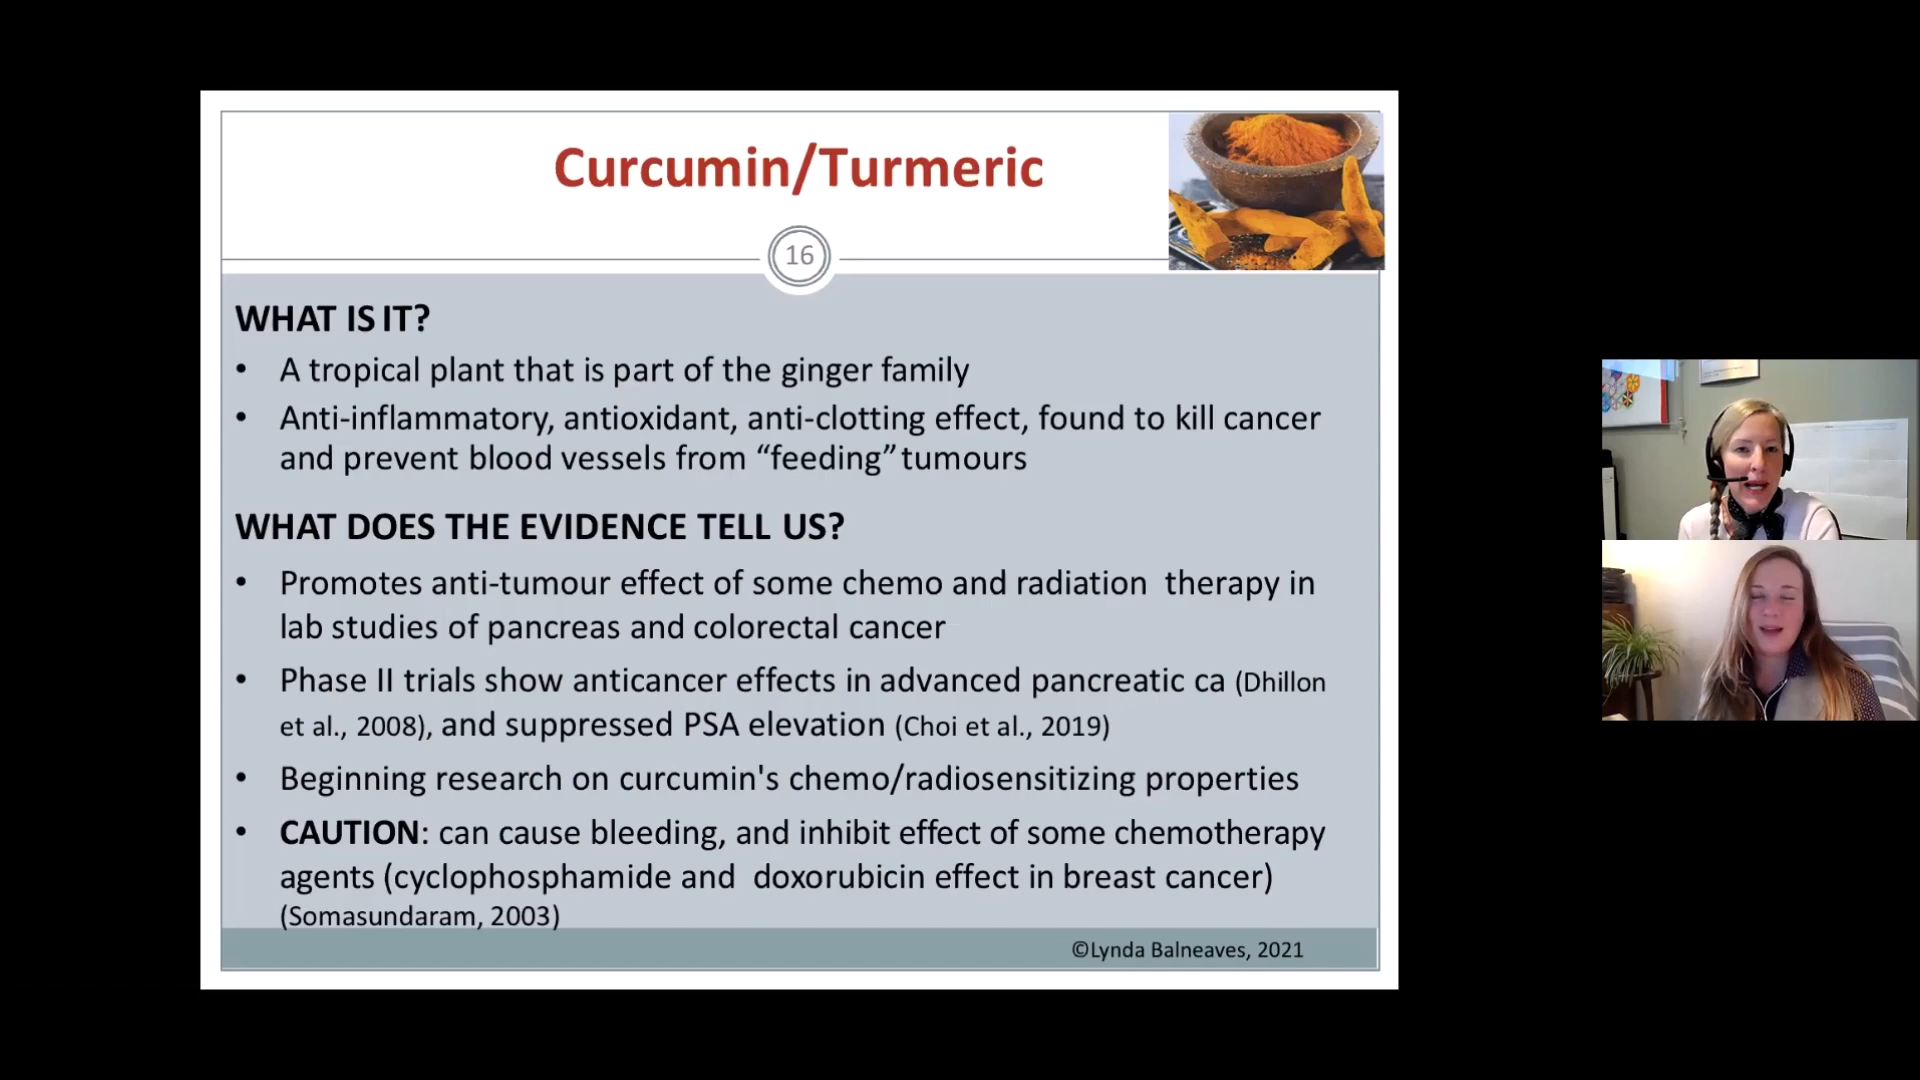 Curcumin/Turmeric
16
WHAT IS IT?
• A tropical plant that is part of the ginger family
• Anti-inflammatory, antioxidant, anti-clotting effect, found to kill cancer
and prevent blood vessels from “feeding” tumours
WHAT DOES THE EVIDENCE TELL US?
• Promotes anti-tumour effect of some chemo and radiation therapy in
lab studies of pancreas and colorectal cancer
• Phase II trials show anticancer effects in advanced pancreatic ca (Dhillon
et al., 2008), and suppressed PSA elevation (Choi et al., 2019)
• Beginning research on curcumin's chemo/radiosensitizing properties
• CAUTION: can cause bleeding, and inhibit effect of some chemotherapy
agents (cyclophosphamide and doxorubicin effect in breast cancer)
(Somasundaram, 2003)
©Lynda Balneaves, 2021